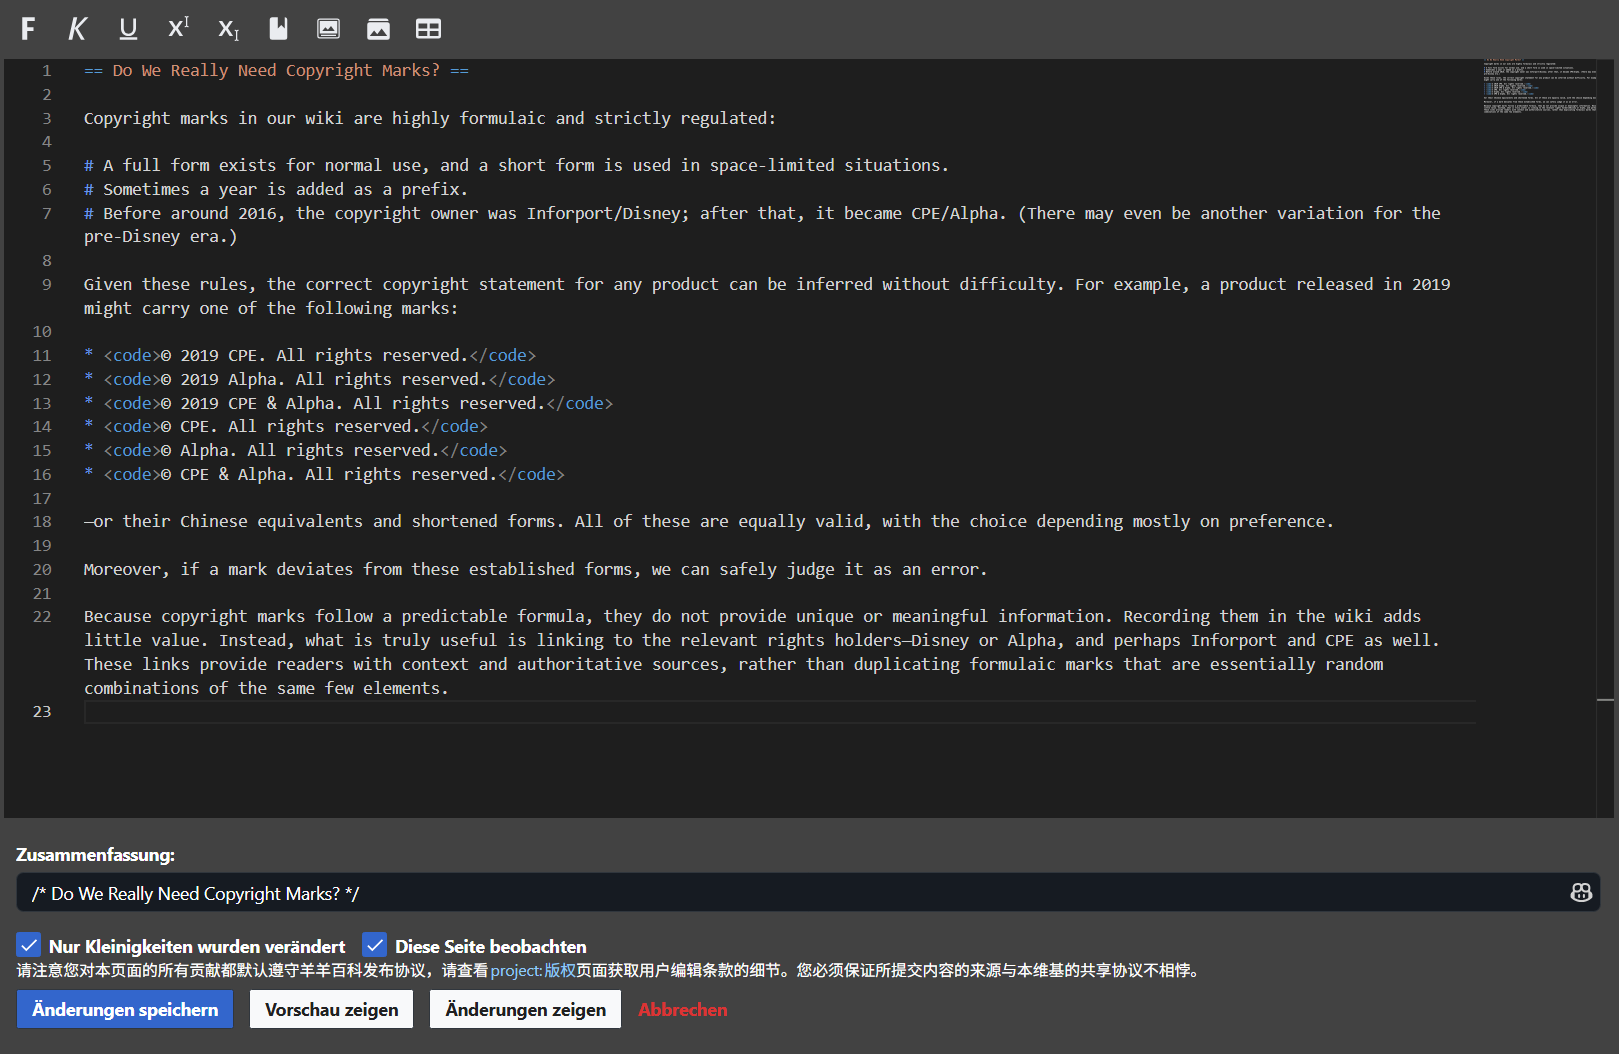 F K U X I X I
1 == Do We Really Need Copyright Marks? ==
2
3 Copyright marks in our wiki are highly formulaic and strictly regulated:
4
5 # A full form exists for normal use, and a short form is used in space-limited situations.
6 # Sometimes a year is added as a prefix.
7 # Before around 2016, the copyright owner was Inforport/Disney; after that, it became CPE/Alpha. (There may even be another variation for the
pre-Disney era.)
8
9 Given these rules, the correct copyright statement for any product can be inferred without difficulty. For example, a product released in 2019
might carry one of the following marks:
10
11 * <code>© 2019 CPE. All rights reserved.</code>
12 * <code>© 2019 Alpha. All rights reserved.</code>
13 * <code>© 2019 CPE & Alpha. All rights reserved.</code>
14 * <code>© CPE. All rights reserved.</code>
15 * <code>© Alpha. All rights reserved.</code>
16 * <code>© CPE & Alpha. All rights reserved.</code>
17
18 —or their Chinese equivalents and shortened forms. All of these are equally valid, with the choice depending mostly on preference.
19
20 Moreover, if a mark deviates from these established forms, we can safely judge it as an error.
21
22 Because copyright marks follow a predictable formula, they do not provide unique or meaningful information. Recording them in the wiki adds
little value. Instead, what is truly useful is linking to the relevant rights holders—Disney or Alpha, and perhaps Inforport and CPE as well.
These links provide readers with context and authoritative sources, rather than duplicating formulaic marks that are essentially random
combinations of the same few elements.
23
Zusammenfassung:
/* Do We Really Need Copyright Marks? */
Nur Kleinigkeiten wurden verändert Diese Seite beobachten
请注意您对本页面的所有贡献都默认遵守羊羊百科发布协议，请查看project:版权页面获取用户编辑条款的细节。您必须保证所提交内容的来源与本维基的共享协议不相悖。
Änderungen speichern Vorschau zeigen Änderungen zeigen Abbrechen